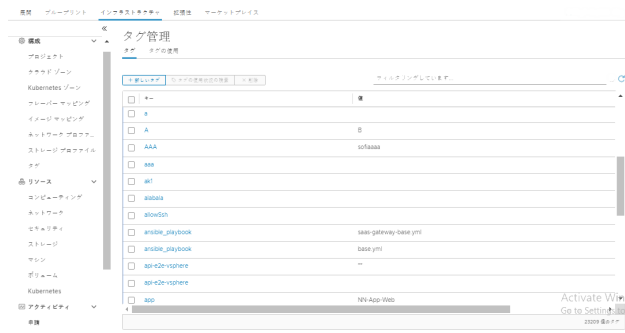 展開 ブループリント インフラストラクチャ 拡張性 マーケットプレイス
«
構成
プロジェクト
クラウド ゾーン
Kubernetes ゾーン
フレーバー マッピング
イメージ マッピング
ネットワーク プロファ...
ストレージ プロファイル
タグ
リソース
コンピューティング
ネットワーク
セキュリティ
ストレージ
マシン
ボリューム
Kubernetes
アクティビティ
申請
タグ管理
タグ タグの使用
+ 新しいタグ
× 削除
フィルタリングしています...
キー 値
a
A B
AAA sofiaaaa
aaa
ak1
alabala
allowSsh
ansible_playbook saas-gateway-base.yml
ansible_playbook base.yml
api-e2e-vsphere ""
api-e2e-vsphere
app NN-App-Web
Activate Win
Go to Settings to
23209 個のタグ